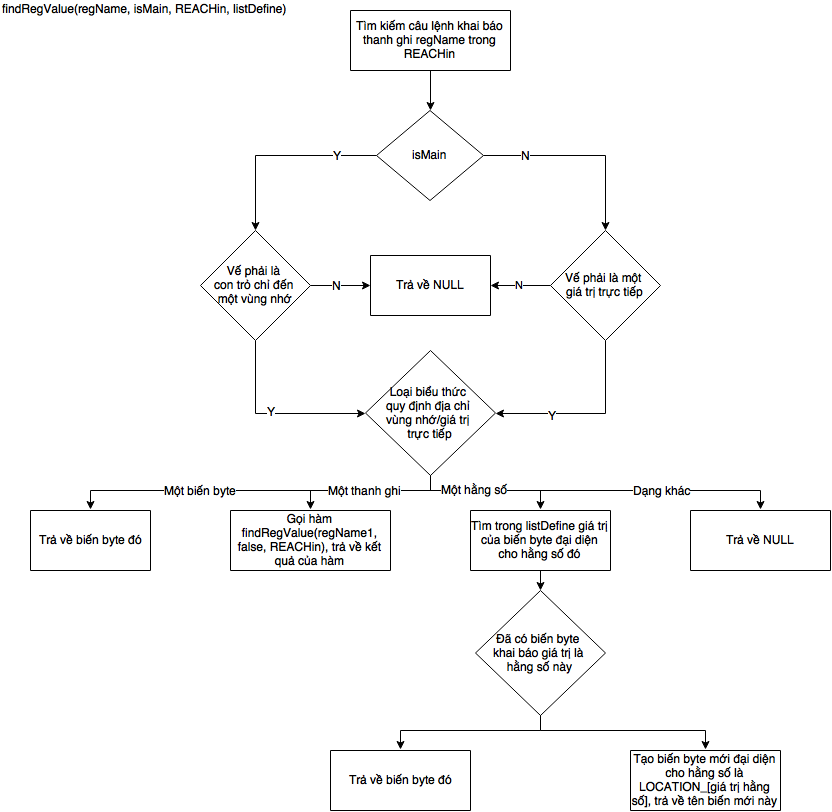 findRegValue(regName, isMain, REACHin, listDefine)
Tìm kiếm câu lệnh khai báo
thanh ghi regName trong
REACHin
isMain
Y
N
Vế phải là
con trỏ chỉ đến
một vùng nhớ
N
Trả về NULL
N
Vế phải là một
giá trị trực tiếp
Loại biểu thức
quy định địa chỉ
vùng nhớ/giá trị
trực tiếp
Y
Y
Một biến byte
Một thanh ghi
Một hằng số
Dạng khác
Trả về biến byte đó
Gọi hàm
findRegValue(regName1,
false, REACHin), trả về kết
quả của hàm
Tìm trong listDefine giá trị
của biến byte đại diện
cho hằng số đó
Trả về NULL
Đã có biến byte
khai báo giá trị là
hằng số này
Trả về biến byte đó
Tạo biến byte mới đại diện
cho hằng số là
LOCATION_[giá trị hằng
số], trả về tên biến mới này